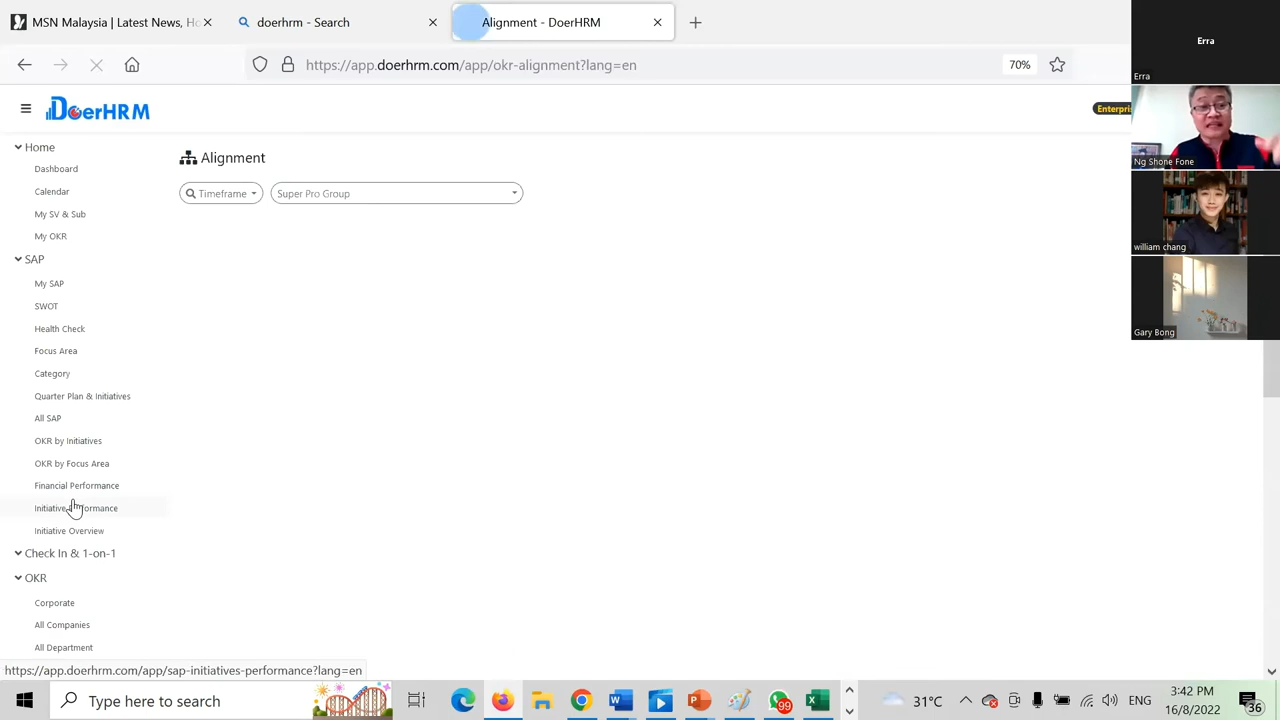 MSN Malaysia | Latest News, Ho
doerhrm - Search
Alignment - DoerHRM
https://app.doerhrm.com/app/okr-alignment?lang=en
70%
DoerHRM
Enterpris
Alignment
Timeframe
Super Pro Group
Home
Dashboard
Calendar
My SV & Sub
My OKR
SAP
My SAP
SWOT
Health Check
Focus Area
Category
Quarter Plan & Initiatives
All SAP
OKR by Initiatives
OKR by Focus Area
Financial Performance
Initiative Performance
Initiative Overview
Check In & 1-on-1
OKR
Corporate
All Companies
All Department
https://app.doerhrm.com/app/sap-initiatives-performance?lang=en
Erra
Erra
Ng Shone Fone
william chang
Gary Bong
Type here to search
99
31°C
ENG
3:42 PM
16/8/2022
36